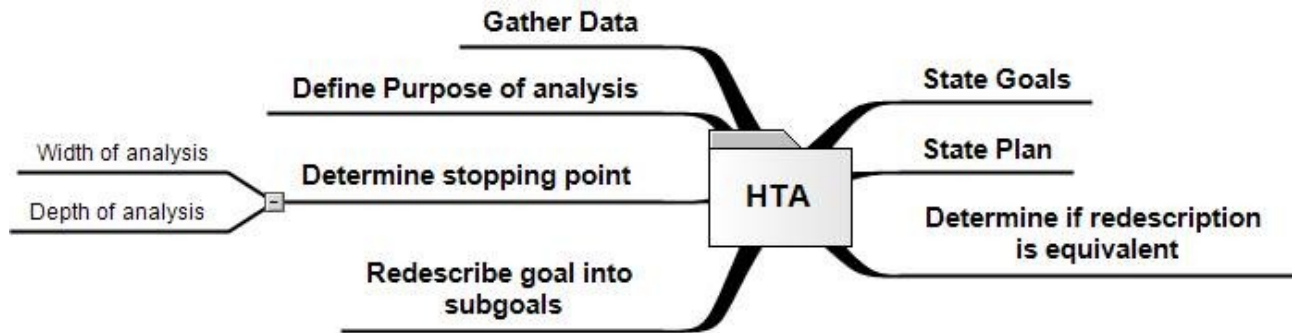 Gather Data
Define Purpose of analysis
Width of analysis
Depth of analysis
Determine stopping point
Redescribe goal into
subgoals
HTA
State Goals
State Plan
Determine if redescription
is equivalent